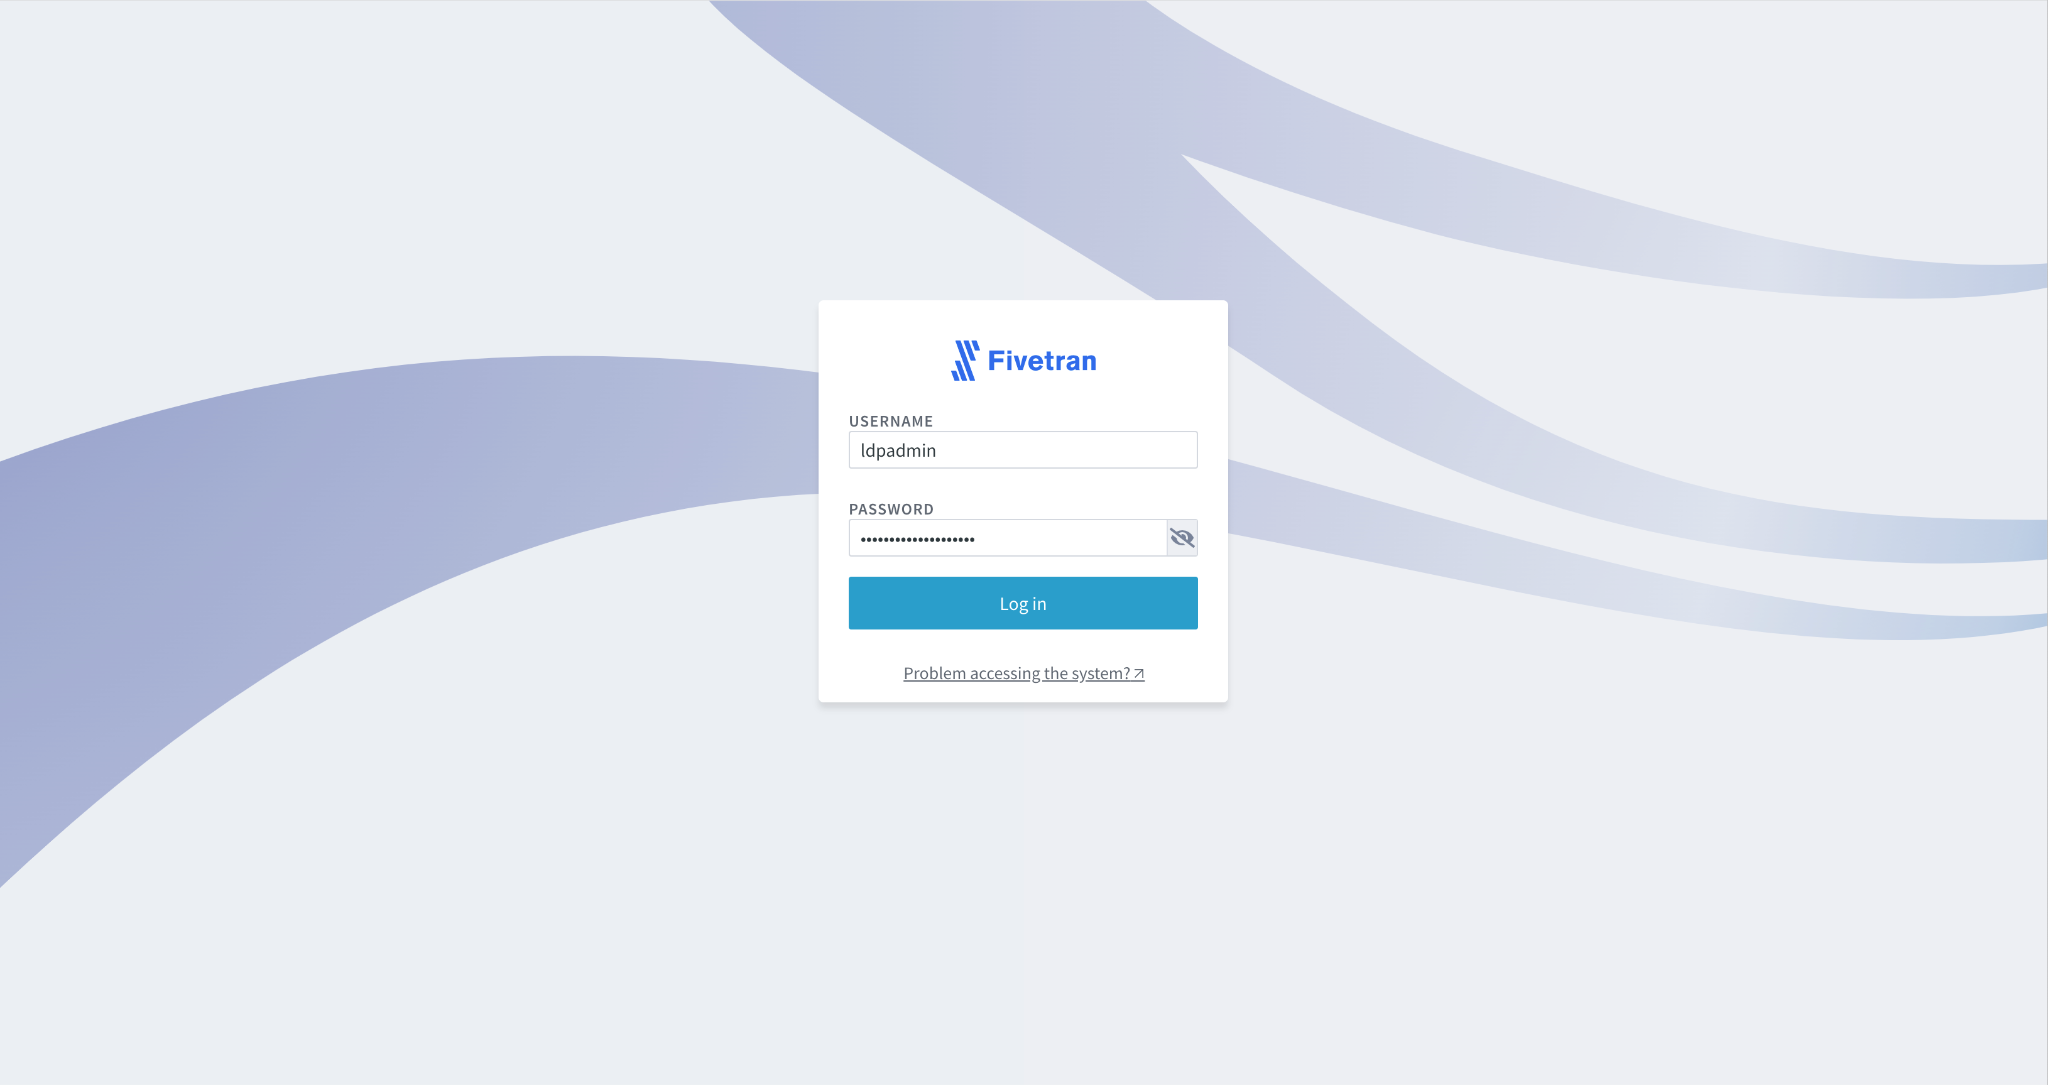 Fivetran
USERNAME
ldpadmin
PASSWORD
••••••••••••••••••••
Log in
Problem accessing the system?